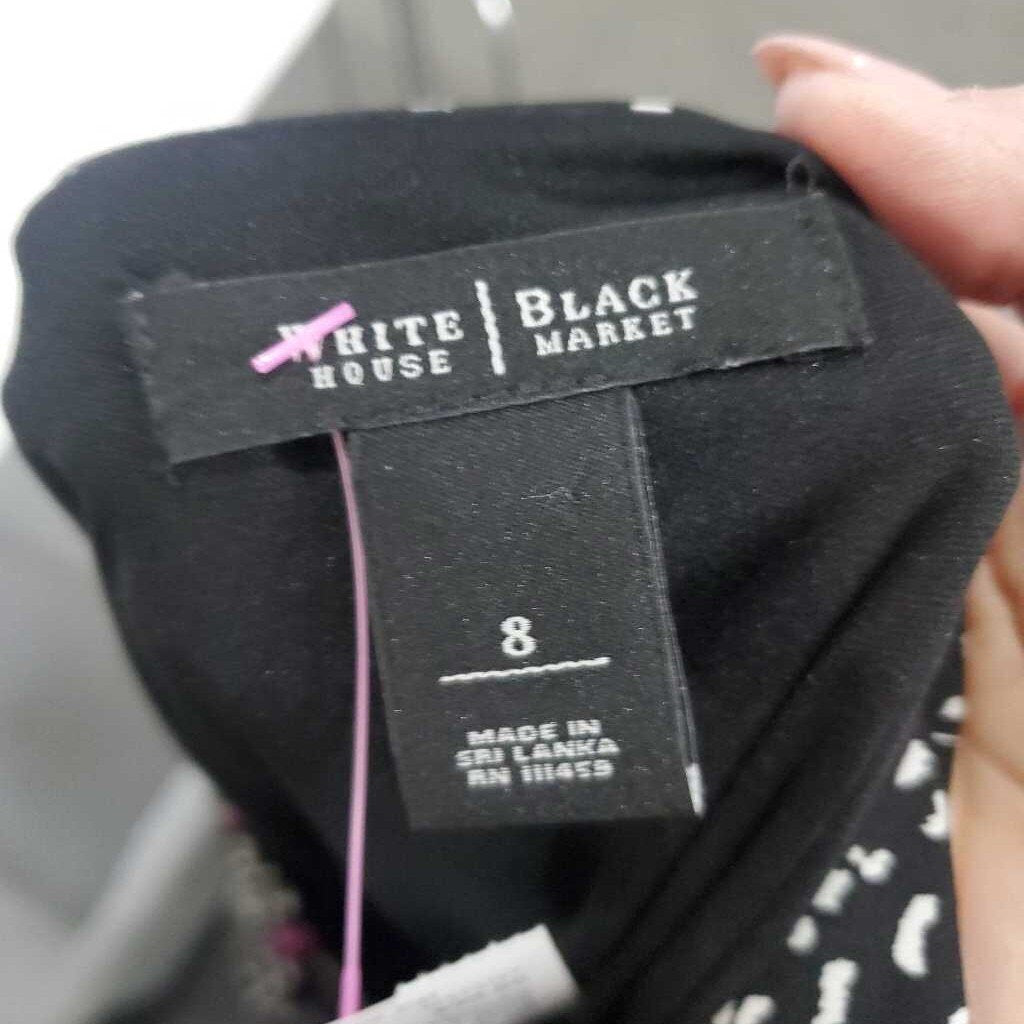 WHITE HOUSE | BLACK MARKET
8
MADE IN
SRI LANKA
RN 111459